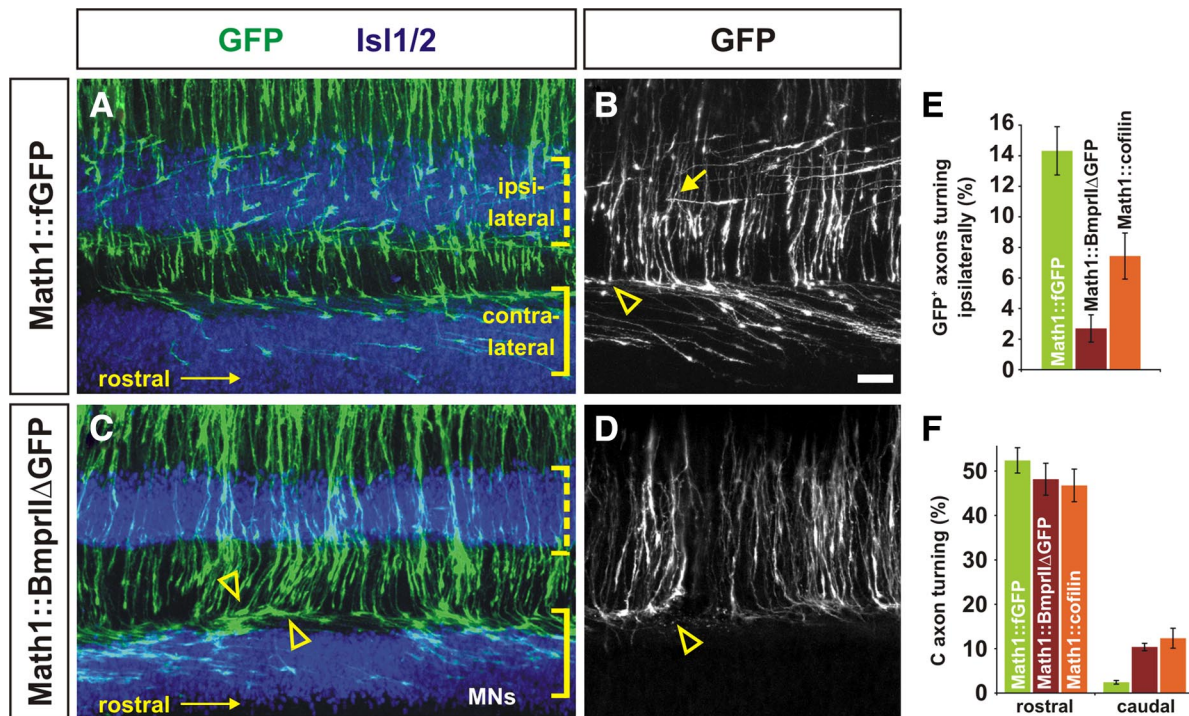 GFP Isl1/2
GFP
Math1::fGFP
A
ipsi-
lateral
contra-
lateral
rostral
B
E
GFP⁺ axons turning
ipsilaterally (%)
16
14
12
10
8
6
4
2
0
Math1::fGFP
Math1::BmprIIΔGFP
Math1::cofilin
Math1::BmprIIΔGFP
C
MNs
rostral
D
F
C axon turning (%)
50
40
30
20
10
0
Math1::fGFP
Math1::BmprIIΔGFP
Math1::cofilin
rostral caudal